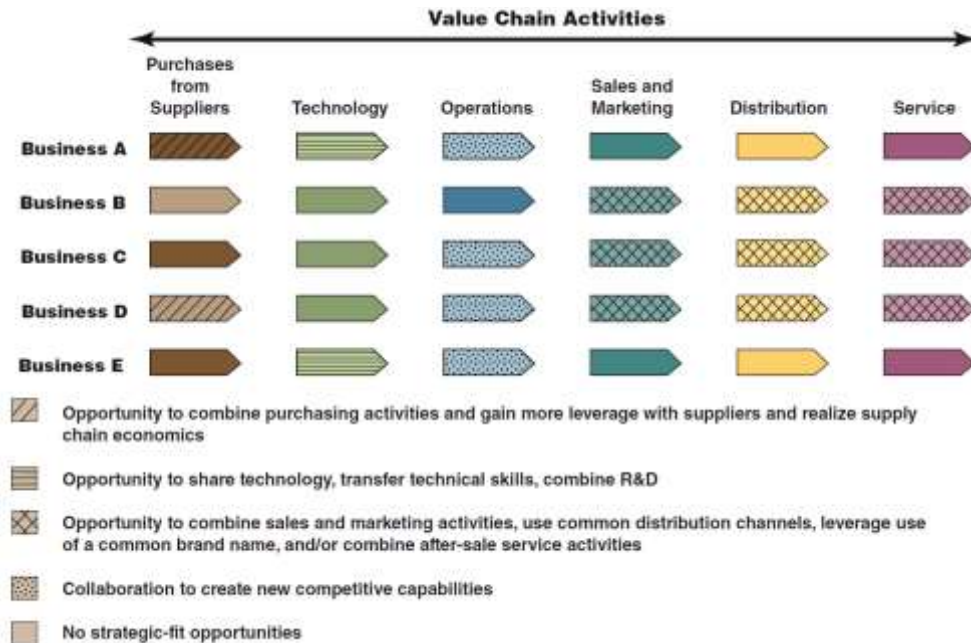 Value Chain Activities
Purchases
from
Suppliers
Technology
Operations
Sales and
Marketing
Distribution
Service
Business A
Business B
Business C
Business D
Business E
Opportunity to combine purchasing activities and gain more leverage with suppliers and realize supply
chain economics
Opportunity to share technology, transfer technical skills, combine R&D
Opportunity to combine sales and marketing activities, use common distribution channels, leverage use
of a common brand name, and/or combine after-sale service activities
Collaboration to create new competitive capabilities
No strategic-fit opportunities